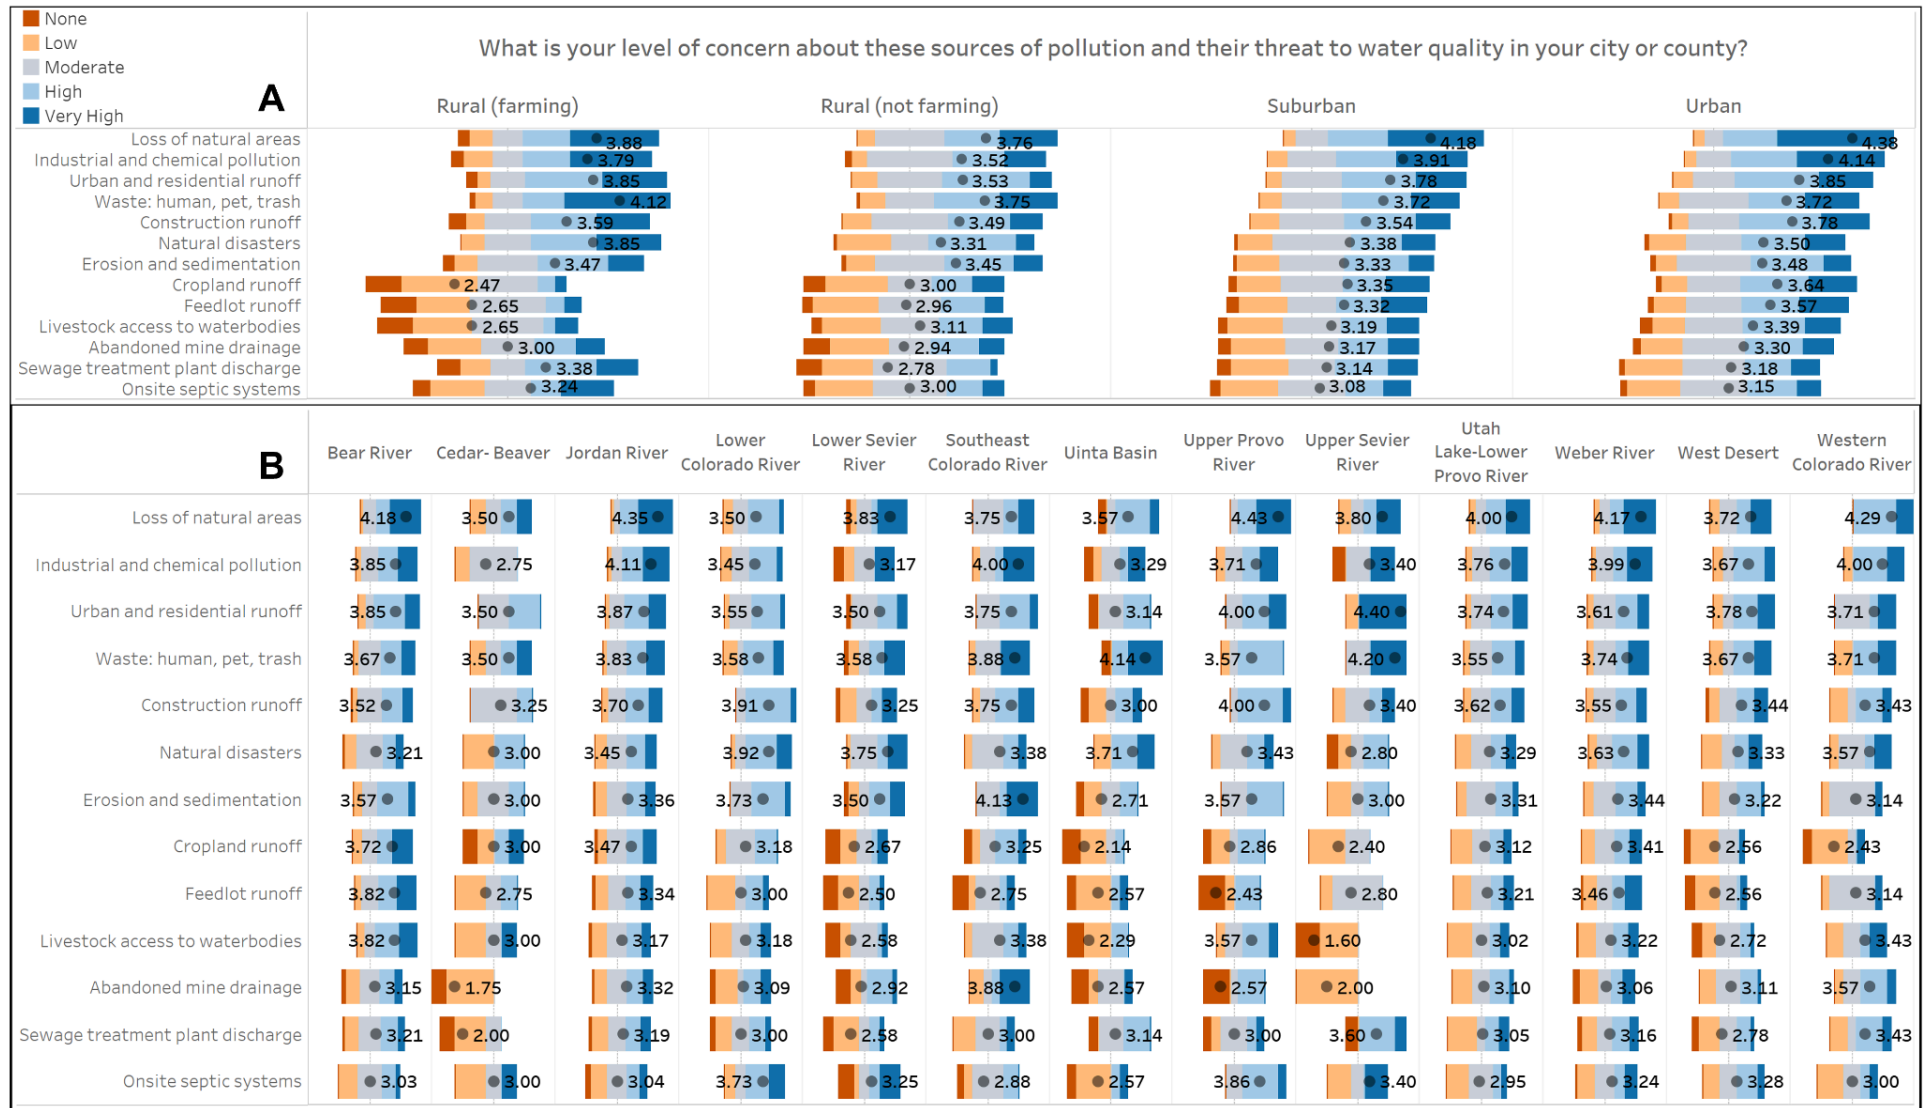 None
Low
Moderate
High
Very High
A
What is your level of concern about these sources of pollution and their threat to water quality in your city or county?
Rural (farming) Rural (not farming) Suburban Urban
Loss of natural areas 3.88 3.76 4.18 4.38
Industrial and chemical pollution 3.79 3.52 3.91 4.14
Urban and residential runoff 3.85 3.53 3.78 3.85
Waste: human, pet, trash 4.12 3.75 3.72 3.72
Construction runoff 3.59 3.49 3.54 3.78
Natural disasters 3.85 3.31 3.38 3.50
Erosion and sedimentation 3.47 3.45 3.33 3.48
Cropland runoff 2.47 3.00 3.35 3.64
Feedlot runoff 2.65 2.96 3.32 3.57
Livestock access to waterbodies 2.65 3.11 3.19 3.39
Abandoned mine drainage 3.00 2.94 3.17 3.30
Sewage treatment plant discharge 3.38 2.78 3.14 3.18
Onsite septic systems 3.24 3.00 3.08 3.15
B
Bear River
Cedar- Beaver
Jordan River
Lower
Colorado River
Lower Sevier
River
Southeast
Colorado River
Uinta Basin
Upper Provo
River
Upper Sevier
River
Utah
Lake-Lower
Provo River
Weber River
West Desert
Western
Colorado River
Loss of natural areas 4.18 3.50 4.35 3.50 3.83 3.75 3.57 4.43 3.80 4.00 4.17 3.72 4.29
Industrial and chemical pollution 3.85 2.75 4.11 3.45 3.17 4.00 3.29 3.71 3.40 3.76 3.99 3.67 4.00
Urban and residential runoff 3.85 3.50 3.87 3.55 3.50 3.75 3.14 4.00 4.40 3.74 3.61 3.78 3.71
Waste: human, pet, trash 3.67 3.50 3.83 3.58 3.58 3.88 4.14 3.57 4.20 3.55 3.74 3.67 3.71
Construction runoff 3.52 3.25 3.70 3.91 3.25 3.75 3.00 4.00 3.40 3.62 3.55 3.44 3.43
Natural disasters 3.21 3.00 3.45 3.92 3.75 3.38 3.71 3.43 2.80 3.29 3.63 3.33 3.57
Erosion and sedimentation 3.57 3.00 3.36 3.73 3.50 4.13 2.71 3.57 3.00 3.31 3.44 3.22 3.14
Cropland runoff 3.72 3.00 3.47 3.18 2.67 3.25 2.14 2.86 2.40 3.12 3.41 2.56 2.43
Feedlot runoff 3.82 2.75 3.34 3.00 2.50 2.75 2.57 2.43 2.80 3.21 3.46 2.56 3.14
Livestock access to waterbodies 3.82 3.00 3.17 3.18 2.58 3.38 2.29 3.57 1.60 3.02 3.22 2.72 3.43
Abandoned mine drainage 3.15 1.75 3.32 3.09 2.92 3.88 2.57 2.57 2.00 3.10 3.06 3.11 3.57
Sewage treatment plant discharge 3.21 2.00 3.19 3.00 2.58 3.00 3.14 3.00 3.60 3.05 3.16 2.78 3.43
Onsite septic systems 3.03 3.00 3.04 3.73 3.25 2.88 2.57 3.86 3.40 2.95 3.24 3.28 3.00